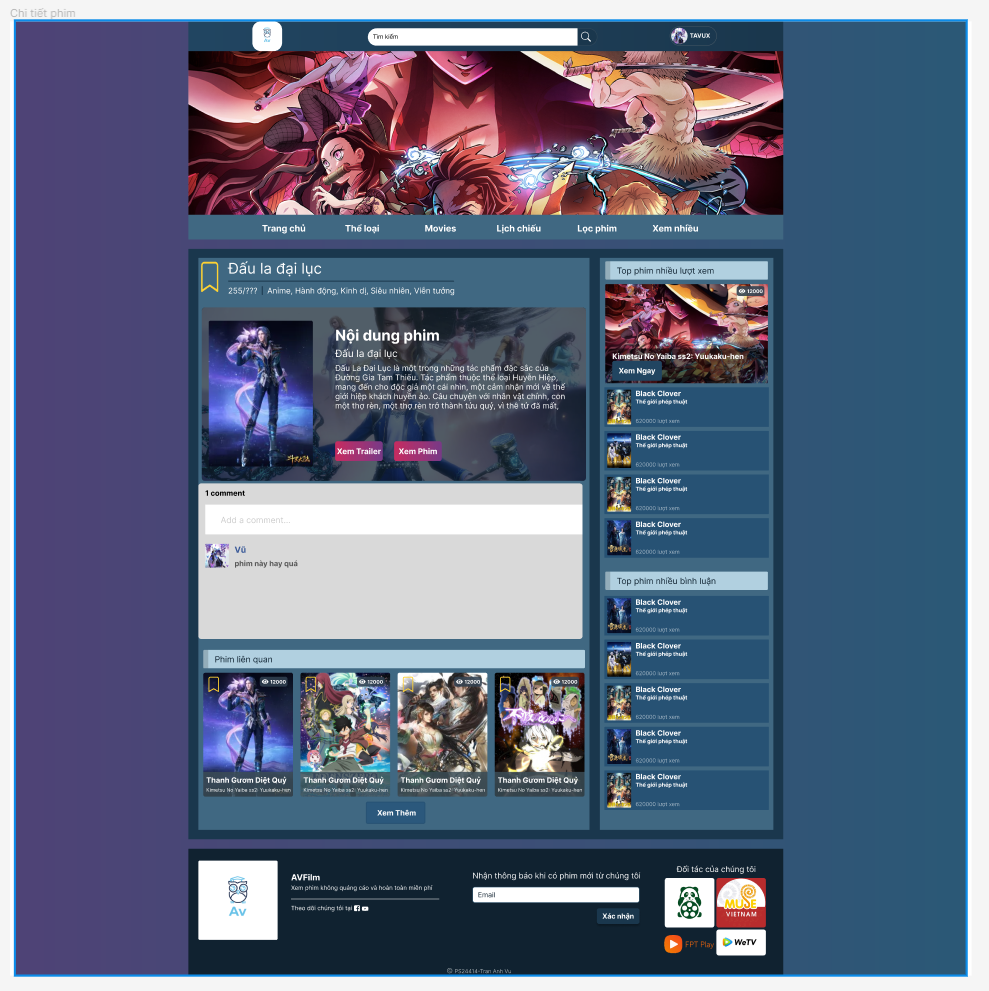 Chi tiết phim
Av
Tìm kiếm
TAVUX
Trang chủ
Thể loại
Movies
Lịch chiếu
Lọc phim
Xem nhiều
Đấu la đại lục
255/???
Anime, Hành động, Kinh dị, Siêu nhiên, Viễn tưởng
Nội dung phim
Đấu la đại lục
Đấu La Đại Lục là một trong những tác phẩm đặc sắc của
Đường Gia Tam Thiếu. Tác phẩm thuộc thể loại Huyền Hiệp,
mang đến cho độc giả một cái nhìn, một cảm nhận mới về thế
giới hiệp khách huyền ảo. Câu chuyện với nhân vật chính, con
một thợ rèn, một thợ rèn trở thành tửu quỷ, vì thê tử đã mất,
Xem Trailer
Xem Phim
1 comment
Add a comment...
Vũ
phim này hay quá
Phim liên quan
12000
Thanh Gươm Diệt Quỷ
Kimetsu No Yaiba ss2: Yuukaku-hen
12000
Thanh Gươm Diệt Quỷ
Kimetsu No Yaiba ss2: Yuukaku-hen
12000
Thanh Gươm Diệt Quỷ
Kimetsu No Yaiba ss2: Yuukaku-hen
12000
Thanh Gươm Diệt Quỷ
Kimetsu No Yaiba ss2: Yuukaku-hen
Xem Thêm
Top phim nhiều lượt xem
12000
Kimetsu No Yaiba ss2: Yuukaku-hen
Xem Ngay
Black Clover
Thế giới phép thuật
620000 lượt xem
Black Clover
Thế giới phép thuật
620000 lượt xem
Black Clover
Thế giới phép thuật
620000 lượt xem
Black Clover
Thế giới phép thuật
620000 lượt xem
Top phim nhiều bình luận
Black Clover
Thế giới phép thuật
620000 lượt xem
Black Clover
Thế giới phép thuật
620000 lượt xem
Black Clover
Thế giới phép thuật
620000 lượt xem
Black Clover
Thế giới phép thuật
620000 lượt xem
Black Clover
Thế giới phép thuật
620000 lượt xem
Av
AVFilm
Xem phim không quảng cáo và hoàn toàn miễn phí
Theo dõi chúng tôi tại
Nhận thông báo khi có phim mới từ chúng tôi
Email
Xác nhận
Đối tác của chúng tôi
MUSE
VIETNAM
FPT Play
WeTV
© PS24414-Tran Anh Vu